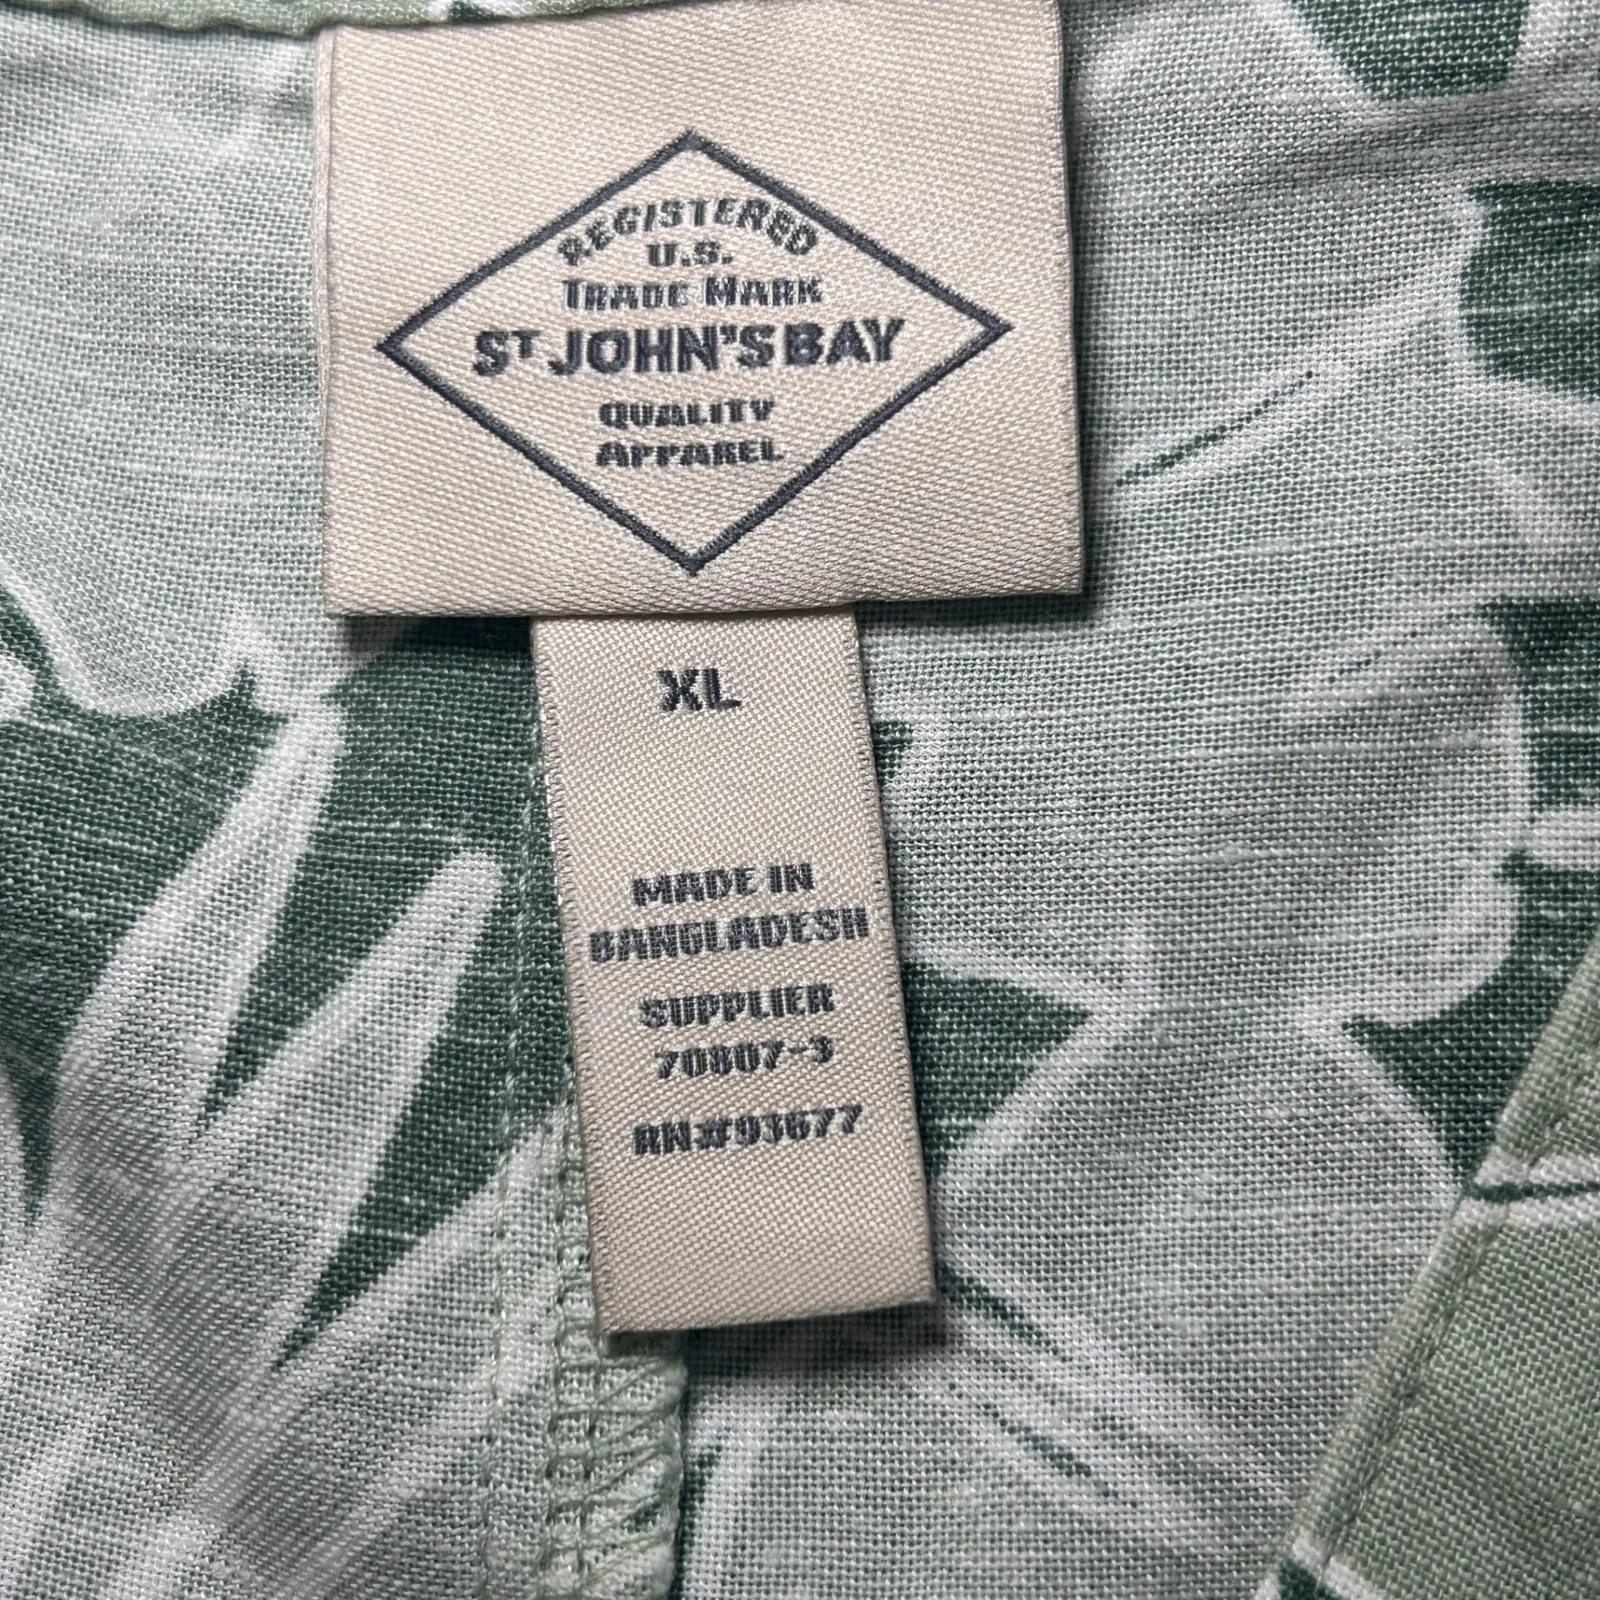 REGISTERED
U.S.
TRADE MARK
ST JOHN'S BAY
QUALITY
APPAREL
XL
MADE IN
BANGLADESH
SUPPLIER
70807-3
RN#93677